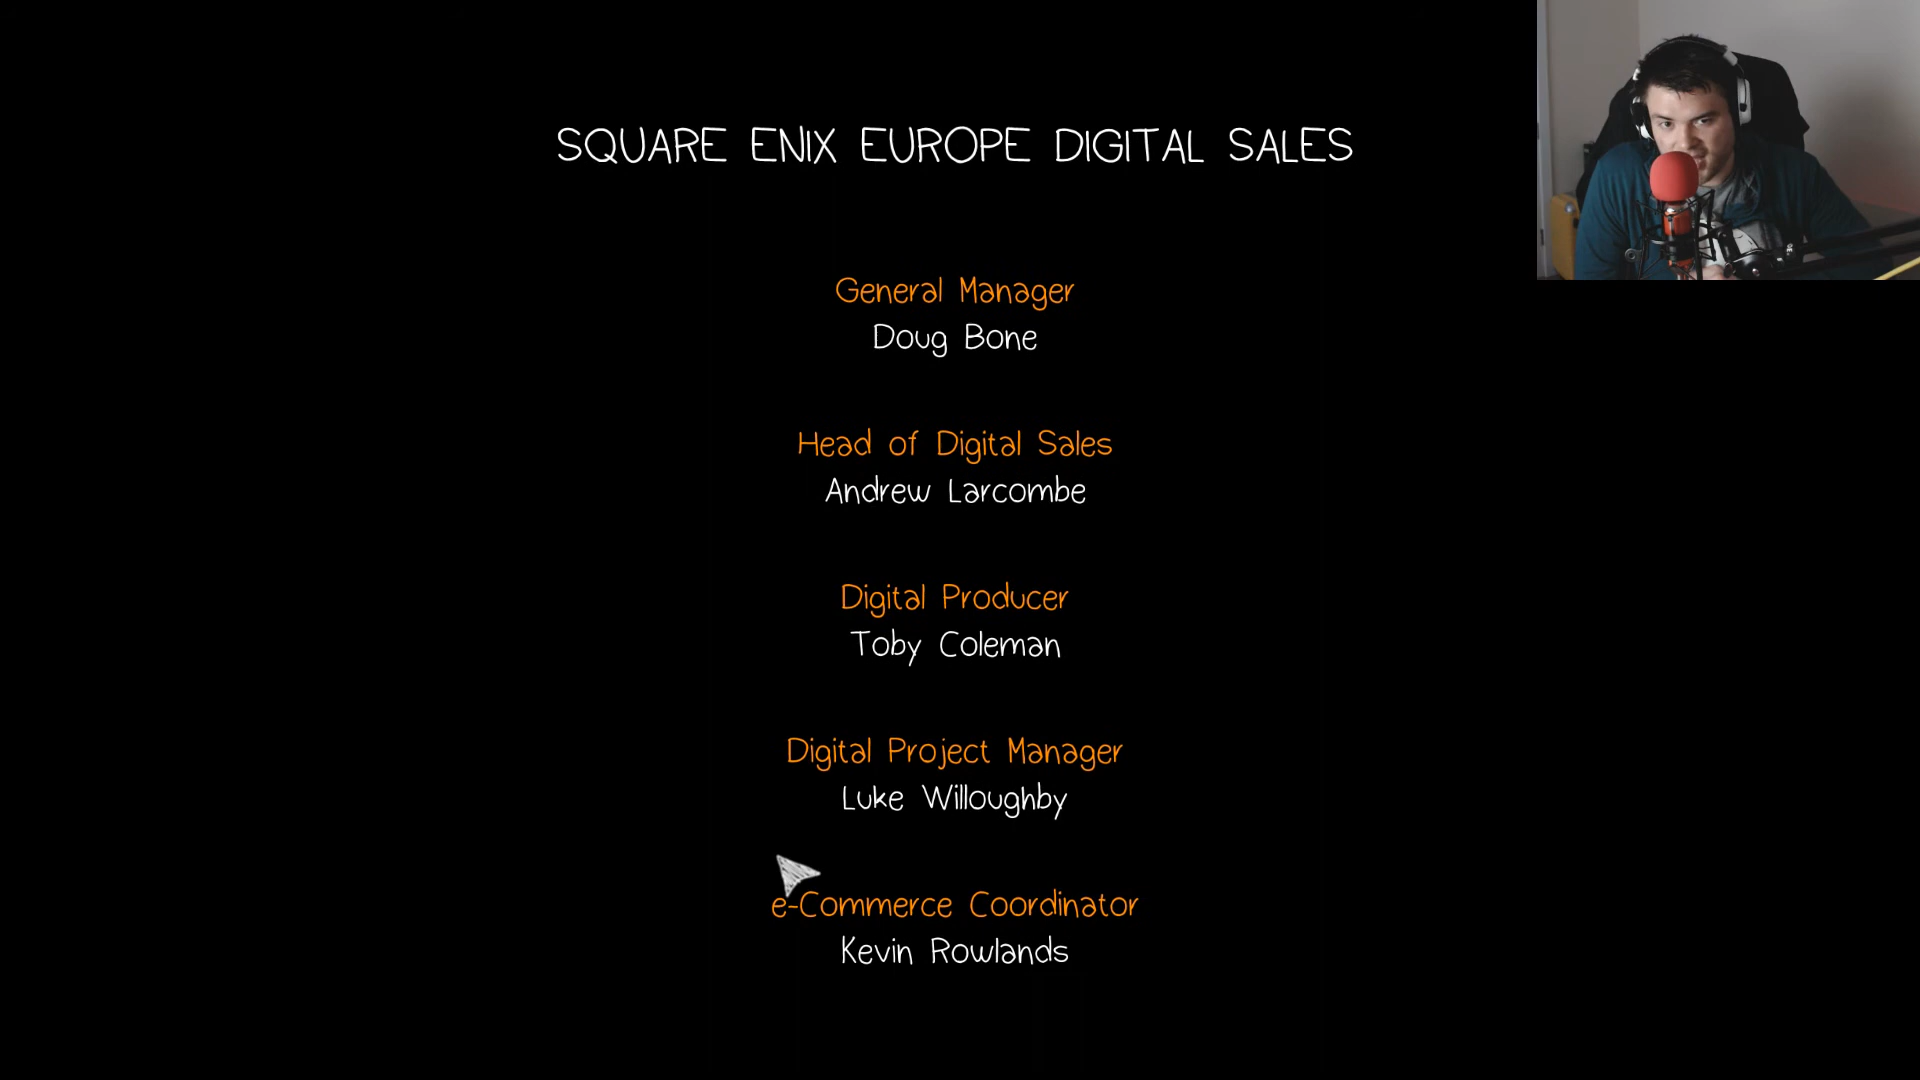 SQUARE ENIX EUROPE DIGITAL SALES
General Manager
Doug Bone
Head of Digital Sales
Andrew Larcombe
Digital Producer
Toby Coleman
Digital Project Manager
Luke Willoughby
e-Commerce Coordinator
Kevin Rowlands